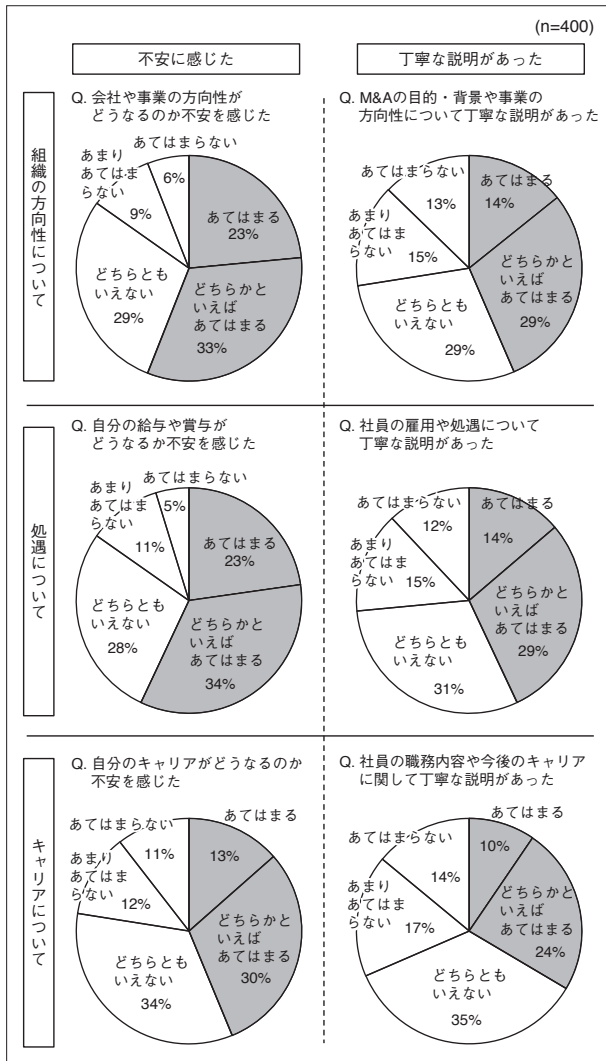 (n=400)
不安に感じた
丁寧な説明があった
組織の方向性について
Q. 会社や事業の方向性が
どうなるのか不安を感じた
あてはまらない
6%
あまり
あてはま
らない
9%
あてはまる
23%
どちらとも
いえない
29%
どちらかと
いえば
あてはまる
33%
Q. M&Aの目的・背景や事業の
方向性について丁寧な説明があった
あてはまらない
13%
あてはまる
14%
あまり
あてはま
らない
15%
どちらかと
いえば
あてはまる
29%
どちらとも
いえない
29%
処遇について
Q. 自分の給与や賞与が
どうなるか不安を感じた
あてはまらない
5%
あまり
あてはま
らない
11%
あてはまる
23%
どちらとも
いえない
28%
どちらかと
いえば
あてはまる
34%
Q. 社員の雇用や処遇について
丁寧な説明があった
あてはまらない
12%
あてはまる
14%
あまり
あてはま
らない
15%
どちらかと
いえば
あてはまる
29%
どちらとも
いえない
31%
キャリアについて
Q. 自分のキャリアがどうなるのか
不安を感じた
あてはまる
13%
あてはまらない
11%
あまり
あてはま
らない
12%
どちらかと
いえば
あてはまる
30%
どちらとも
いえない
34%
Q. 社員の職務内容や今後のキャリア
に関して丁寧な説明があった
あてはまる
10%
あてはまらない
14%
あまり
あてはま
らない
17%
どちらかと
いえば
あてはまる
24%
どちらとも
いえない
35%